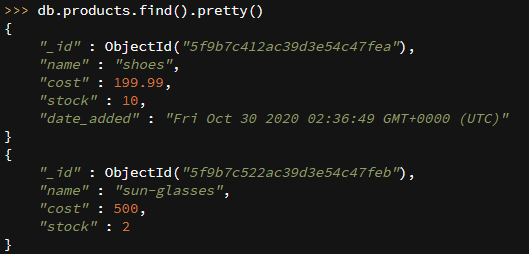 >>> db.products.find().pretty()
{
    "_id" : ObjectId("5f9b7c412ac39d3e54c47fea"),
    "name" : "shoes",
    "cost" : 199.99,
    "stock" : 10,
    "date_added" : "Fri Oct 30 2020 02:36:49 GMT+0000 (UTC)"
}
{
    "_id" : ObjectId("5f9b7c522ac39d3e54c47feb"),
    "name" : "sun-glasses",
    "cost" : 500,
    "stock" : 2
}